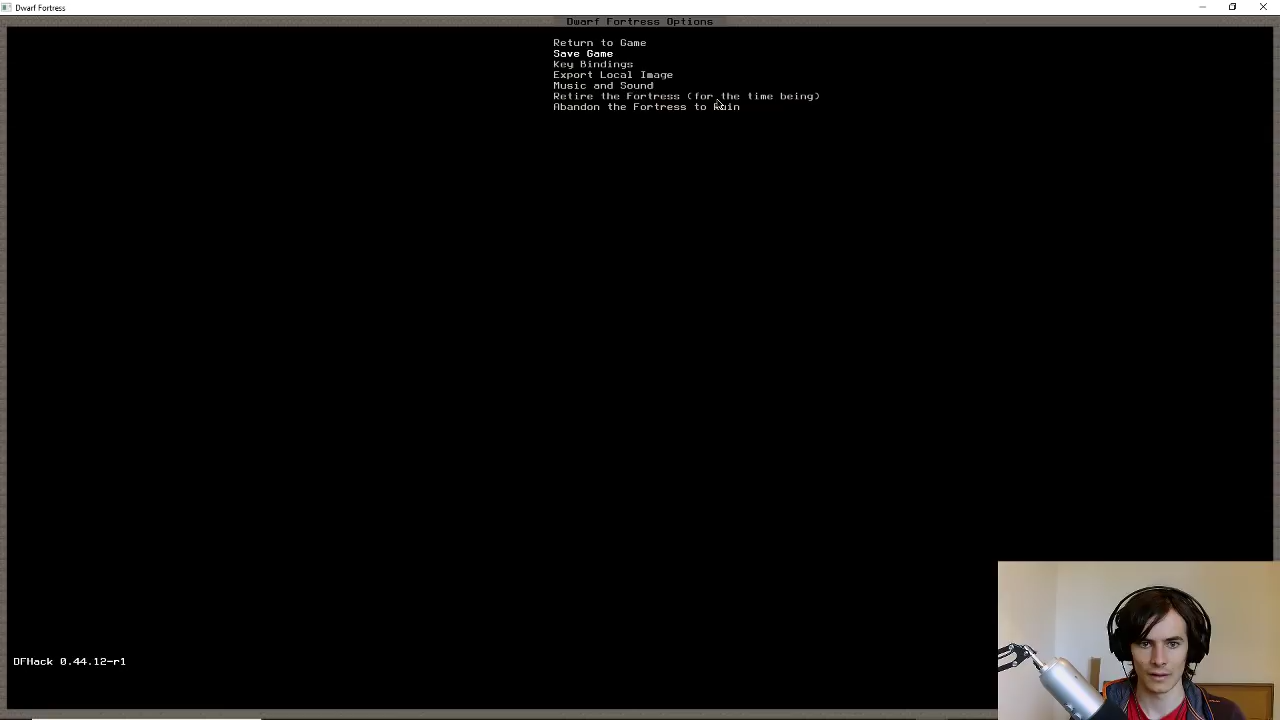 Dwarf Fortress
Dwarf Fortress Options
Return to Game
Save Game
Key Bindings
Export Local Image
Music and Sound
Retire the Fortress (for the time being)
Abandon the Fortress to Ruin
DFHack 0.44.12-r1